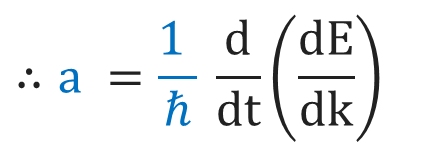 ∴ a = 1/ħ d/dt (dE/dk)